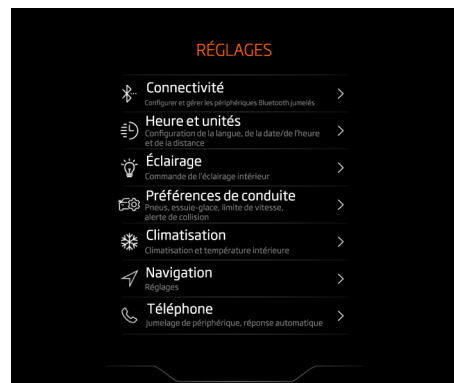 RÉGLAGES
Connectivité
Configurer et gérer les périphériques Bluetooth jumelés
Heure et unités
Configuration de la langue, de la date/de l'heure
et de la distance
Éclairage
Commande de l'éclairage intérieur
Préférences de conduite
Pneus, essuie-glace, limite de vitesse,
alerte de collision
Climatisation
Climatisation et température intérieure
Navigation
Réglages
Téléphone
Jumelage de périphérique, réponse automatique